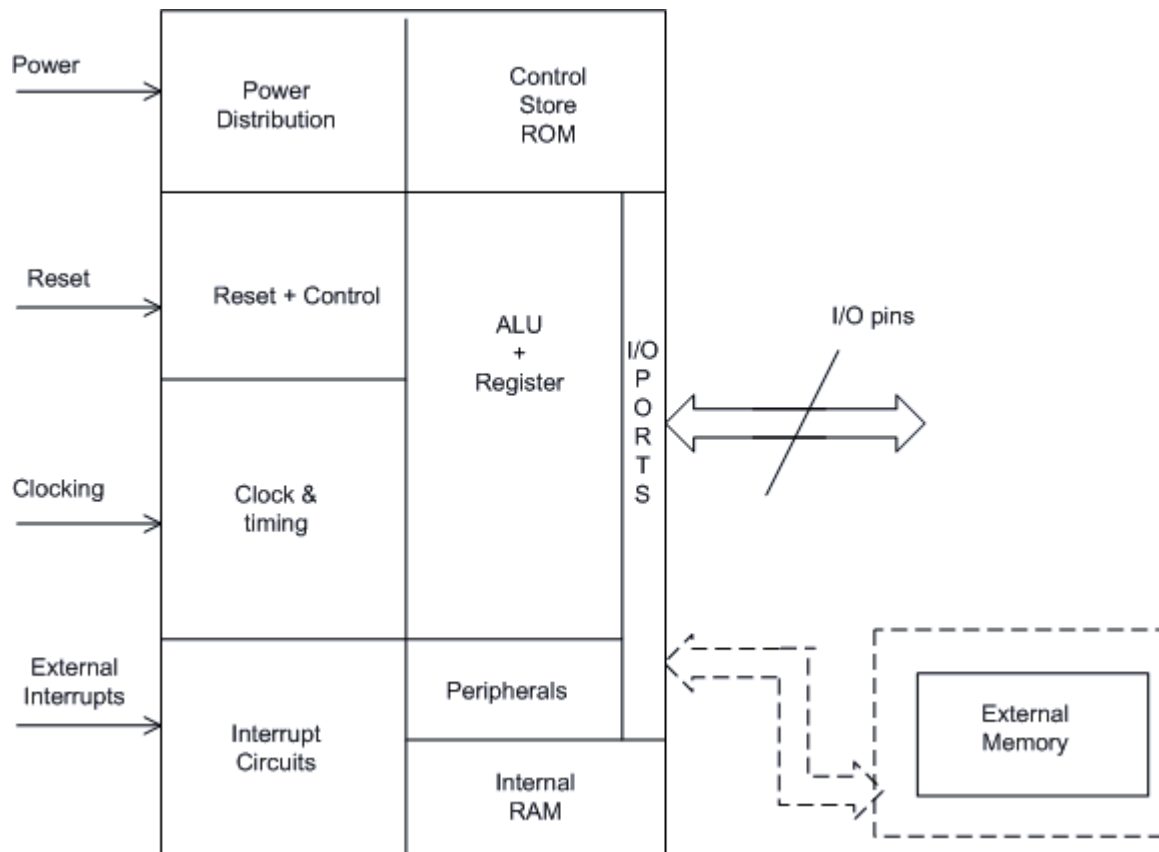 Power
Power
Distribution
Control
Store
ROM
Reset
Reset + Control
ALU
+
Register
I/O
P
O
R
T
S
I/O pins
Clocking
Clock &
timing
External
Interrupts
Interrupt
Circuits
Peripherals
Internal
RAM
External
Memory